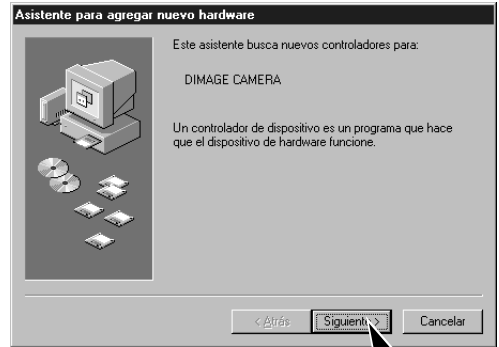 Asistente para agregar nuevo hardware
Este asistente busca nuevos controladores para:
DIMAGE CAMERA
Un controlador de dispositivo es un programa que hace
que el dispositivo de hardware funcione.
< Atrás
Siguiente >
Cancelar